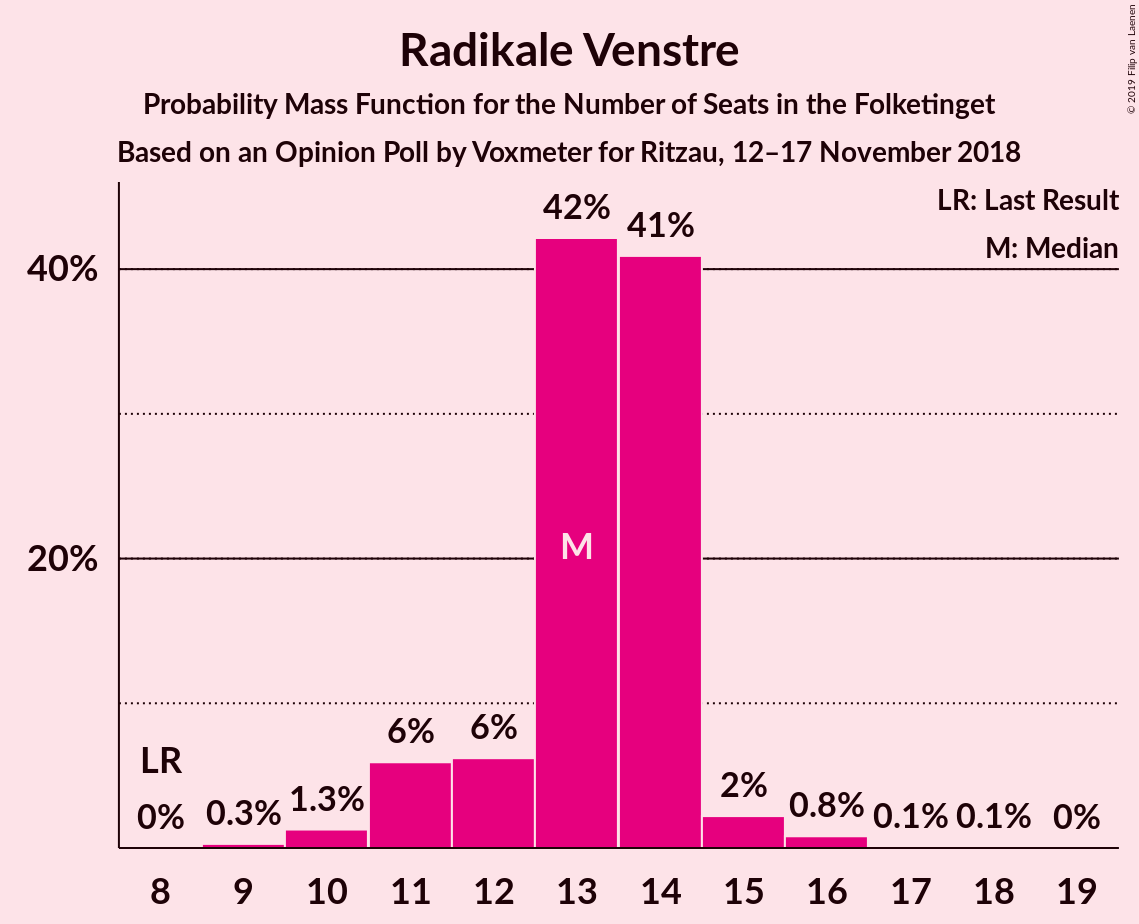 Radikale Venstre
Probability Mass Function for the Number of Seats in the Folketinget
Based on an Opinion Poll by Voxmeter for Ritzau, 12–17 November 2018
© 2019 Filip van Laenen
LR: Last Result
M: Median
42%
41%
40%
M
20%
6%
6%
LR
2%
0%
0.3%
1.3%
0.8%
0.1%
0.1%
0%
8 9 10 11 12 13 14 15 16 17 18 19